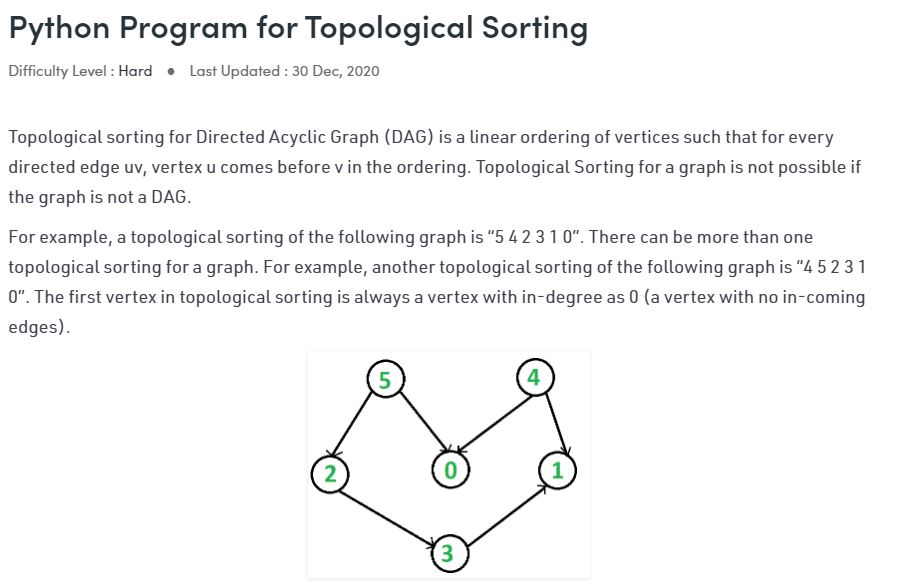 Python Program for Topological Sorting
Difficulty Level : Hard ● Last Updated : 30 Dec, 2020
Topological sorting for Directed Acyclic Graph (DAG) is a linear ordering of vertices such that for every
directed edge uv, vertex u comes before v in the ordering. Topological Sorting for a graph is not possible if
the graph is not a DAG.
For example, a topological sorting of the following graph is “5 4 2 3 1 0”. There can be more than one
topological sorting for a graph. For example, another topological sorting of the following graph is “4 5 2 3 1
0”. The first vertex in topological sorting is always a vertex with in-degree as 0 (a vertex with no in-coming
edges).
5 4
2 0 1
3